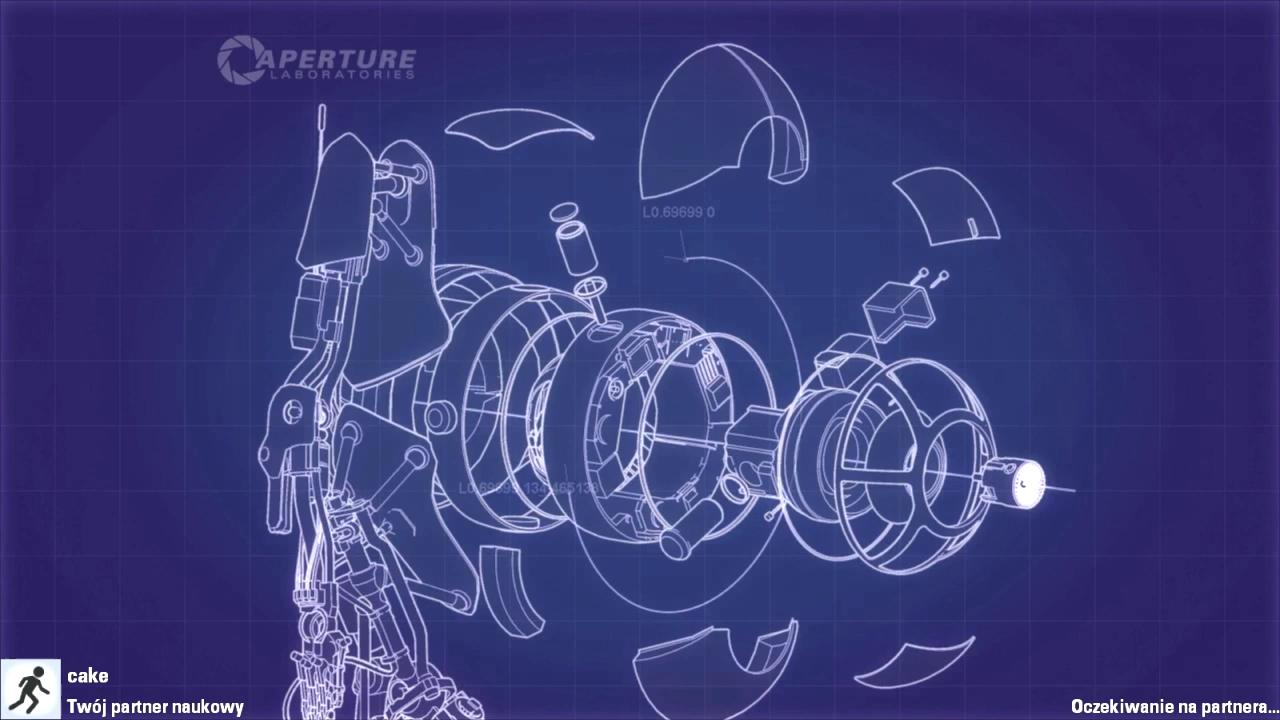 APERTURE
LABORATORIES
L0.69699 0
cake
Twój partner naukowy
Oczekiwanie na partnera...